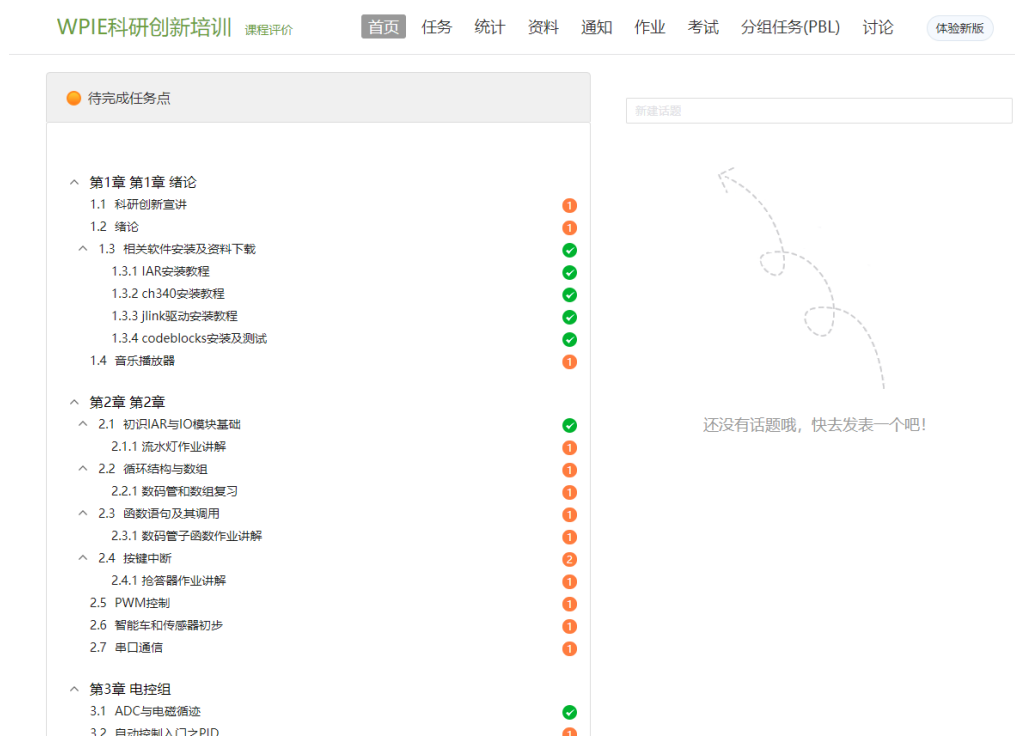 WPIE科研创新培训 课程评价 首页 任务 统计 资料 通知 作业 考试 分组任务(PBL) 讨论 体验新版
待完成任务点
新建话题
第1章 第1章 绪论
1.1 科研创新宣讲 1
1.2 绪论 1
1.3 相关软件安装及资料下载
1.3.1 IAR安装教程
1.3.2 ch340安装教程
1.3.3 jlink驱动安装教程
1.3.4 codeblocks安装及测试
1.4 音乐播放器 1
第2章 第2章
2.1 初识IAR与IO模块基础
2.1.1 流水灯作业讲解 1
2.2 循环结构与数组 1
2.2.1 数码管和数组复习 1
2.3 函数语句及其调用 1
2.3.1 数码管子函数作业讲解 1
2.4 按键中断 2
2.4.1 抢答器作业讲解 1
2.5 PWM控制 1
2.6 智能车和传感器初步 1
2.7 串口通信 1
第3章 电控组
3.1 ADC与电磁循迹
3.2 自动控制入门之PID 1
还没有话题哦，快去发表一个吧！